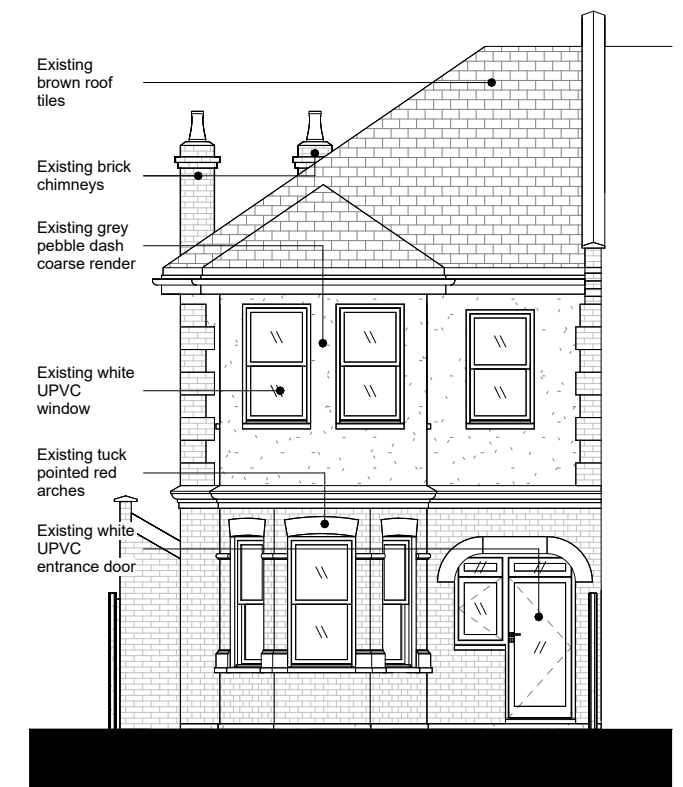 Existing
brown roof
tiles
Existing brick
chimneys
Existing grey
pebble dash
coarse render
Existing white
UPVC
window
Existing tuck
pointed red
arches
Existing white
UPVC
entrance door